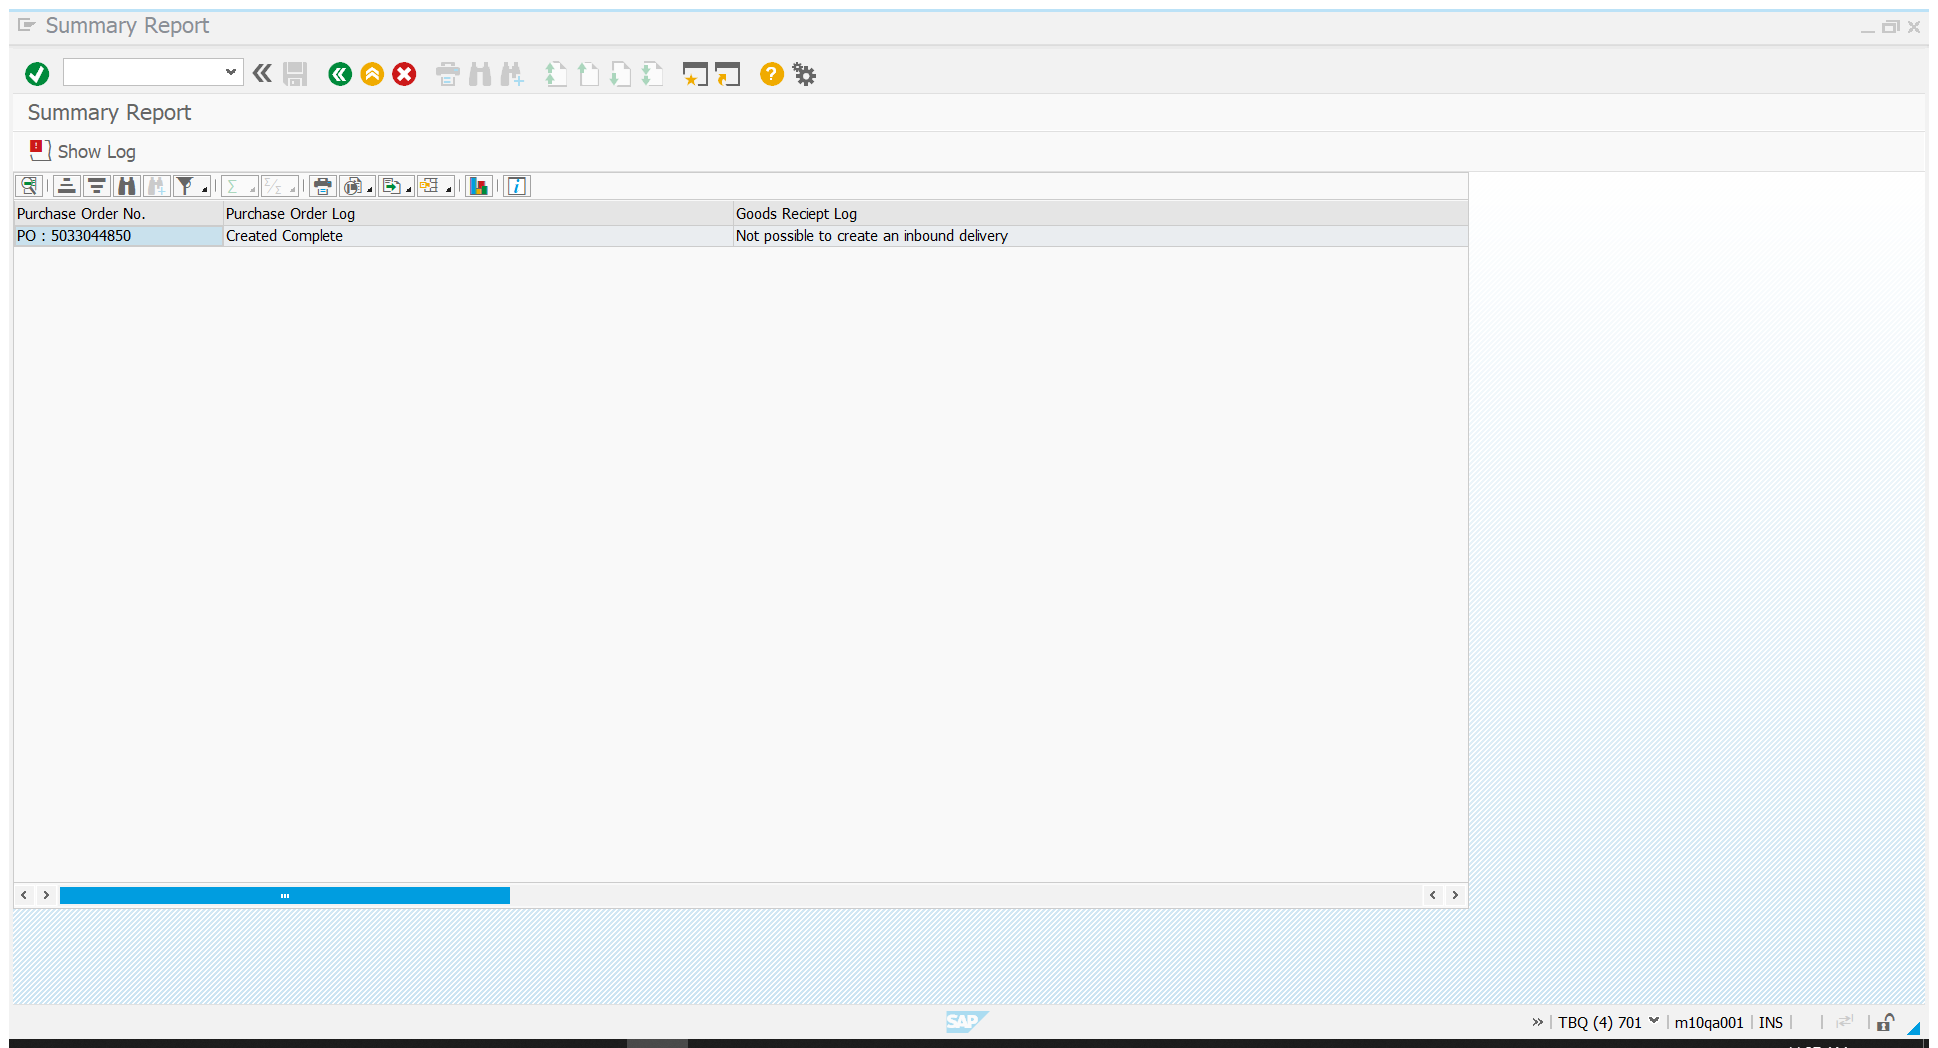 Summary Report
Summary Report
Show Log
Purchase Order No. Purchase Order Log Goods Reciept Log
PO : 5033044850 Created Complete Not possible to create an inbound delivery
SAP
TBQ (4) 701 m10qa001 INS